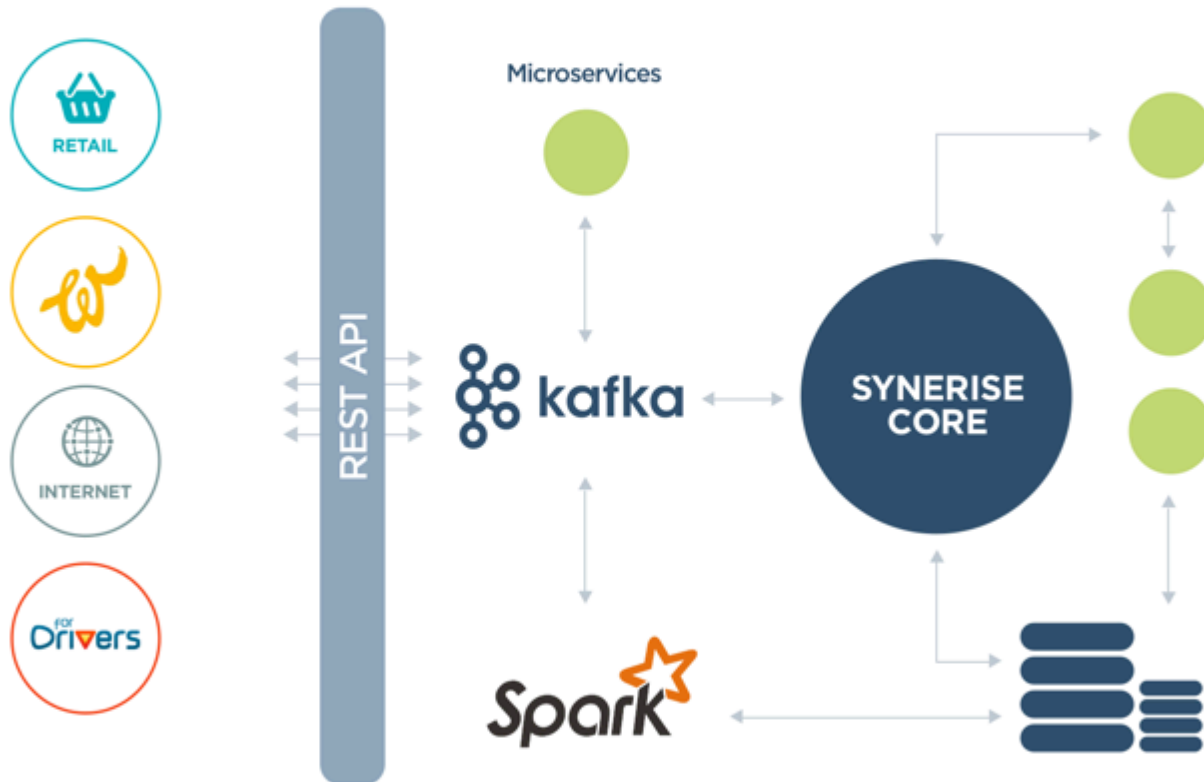 RETAIL
W
INTERNET
for
Drivers
REST API
Microservices
kafka
Spark
SYNERISE
CORE